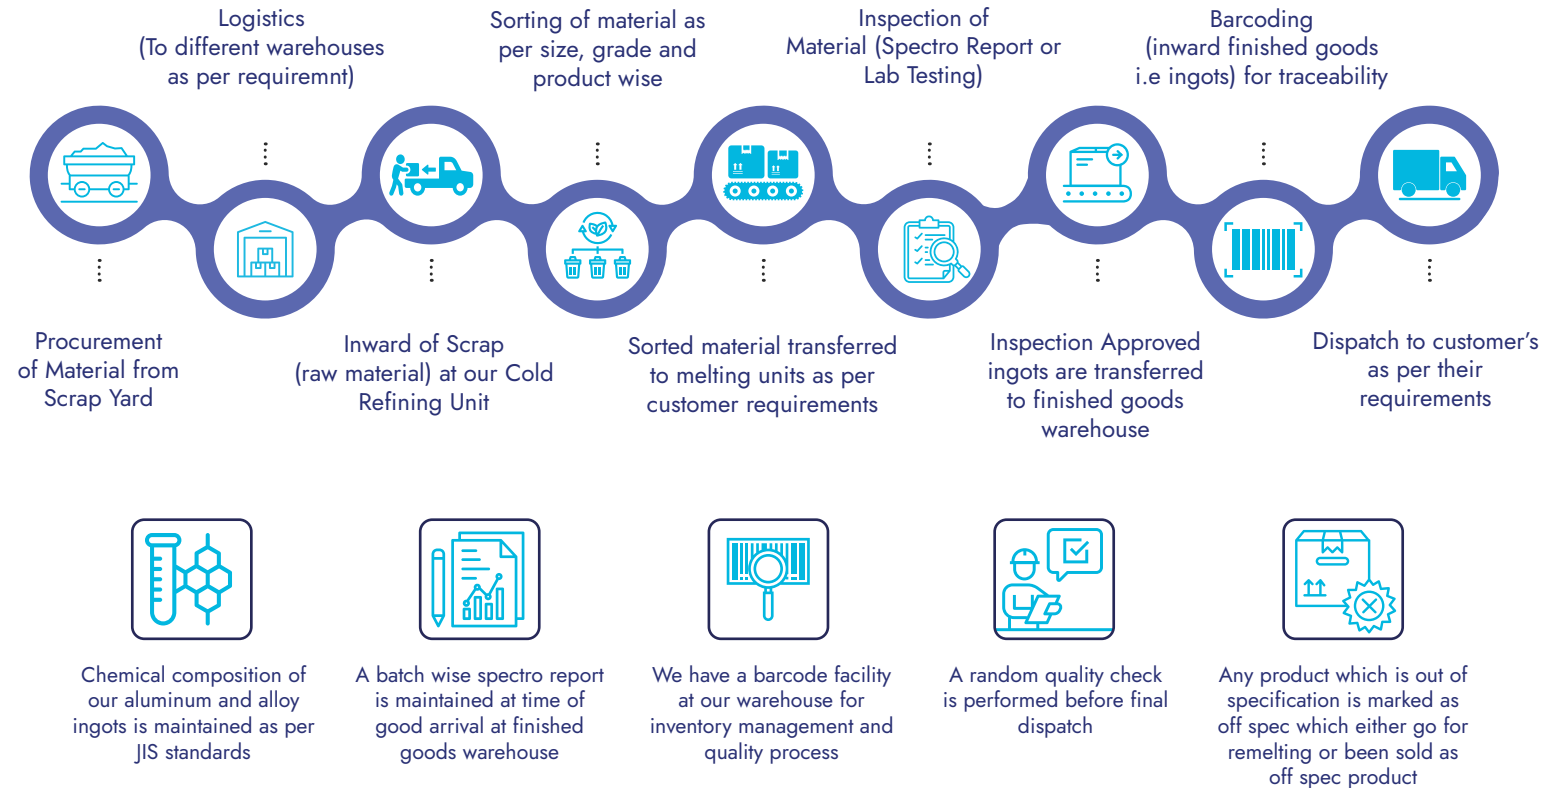 Logistics
(To different warehouses
as per requiremnt)
Sorting of material as
per size, grade and
product wise
Inspection of
Material (Spectro Report or
Lab Testing)
Barcoding
(inward finished goods
i.e ingots) for traceability
Procurement
of Material from
Scrap Yard
Inward of Scrap
(raw material) at our Cold
Refining Unit
Sorted material transferred
to melting units as per
customer requirements
Inspection Approved
ingots are transferred
to finished goods
warehouse
Dispatch to customer’s
as per their
requirements
Chemical composition of
our aluminum and alloy
ingots is maintained as per
JIS standards
A batch wise spectro report
is maintained at time of
good arrival at finished
goods warehouse
We have a barcode facility
at our warehouse for
inventory management and
quality process
A random quality check
is performed before final
dispatch
Any product which is out of
specification is marked as
off spec which either go for
remelting or been sold as
off spec product